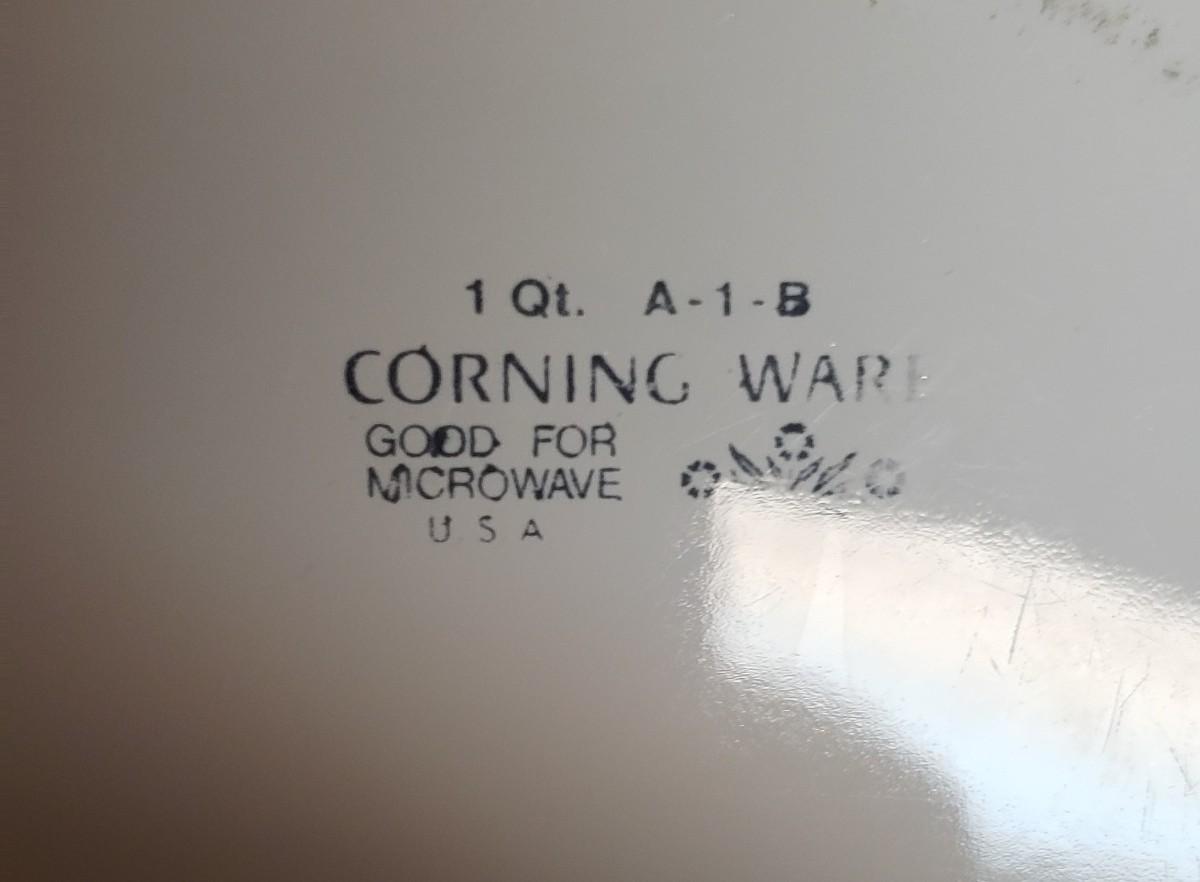 1 Qt. A-1-B
CORNING WARE
GOOD FOR
MICROWAVE
U S A